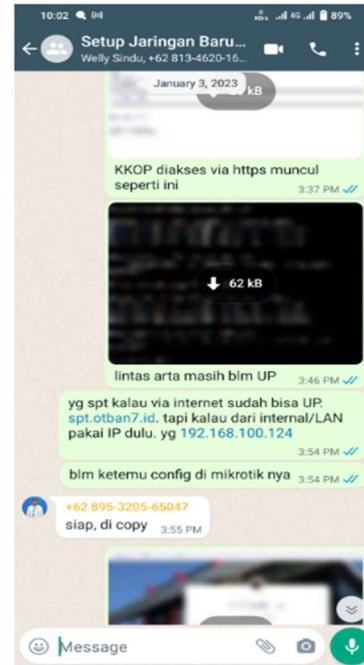 10:02
4G 89%
Setup Jaringan Baru...
Welly Sindu, +62 813-4620-16...
January 3, 2023
kB
KKOP diakses via https muncul
seperti ini
3:37 PM
62 kB
lintas arta masih blm UP
3:46 PM
yg spt kalau via internet sudah bisa UP.
spt.otban7.id. tapi kalau dari internal/LAN
pakai IP dulu. yg 192.168.100.124
3:54 PM
blm ketemu config di mikrotik nya
3:54 PM
+62 895-3205-65047
siap, di copy
3:55 PM
Message